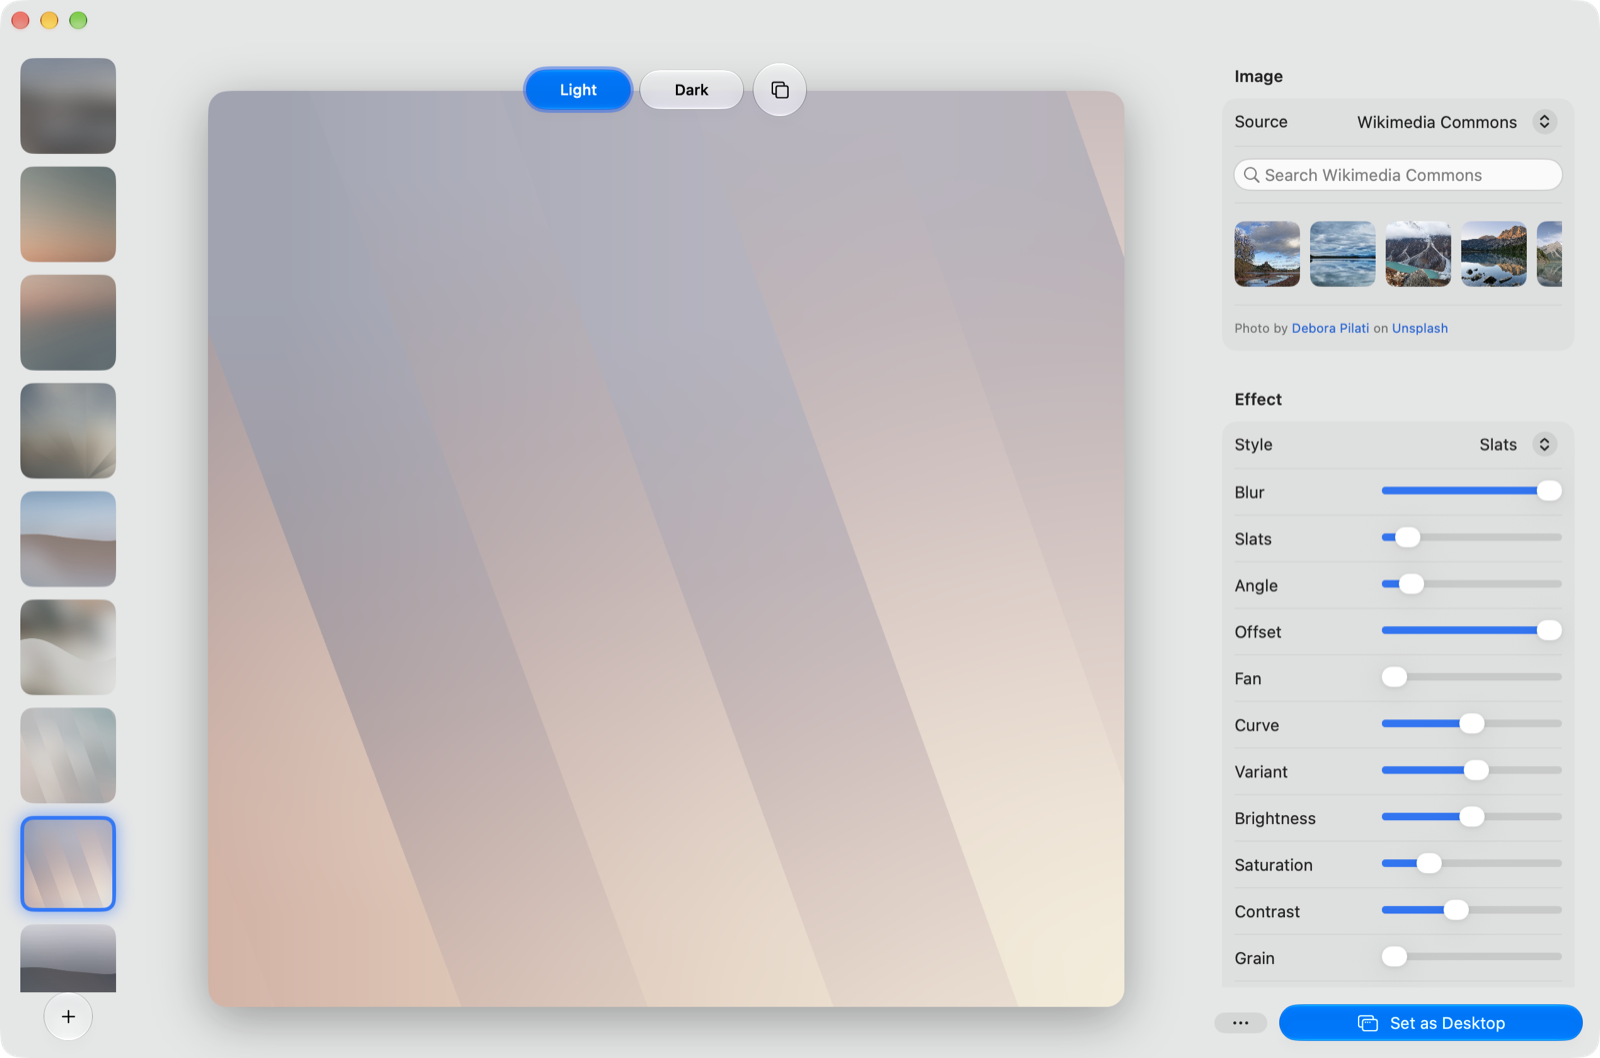 Light
Dark
Image
Source
Wikimedia Commons
Search Wikimedia Commons
Photo by Debora Pilati on Unsplash
Effect
Style
Slats
Blur
Slats
Angle
Offset
Fan
Curve
Variant
Brightness
Saturation
Contrast
Grain
Set as Desktop